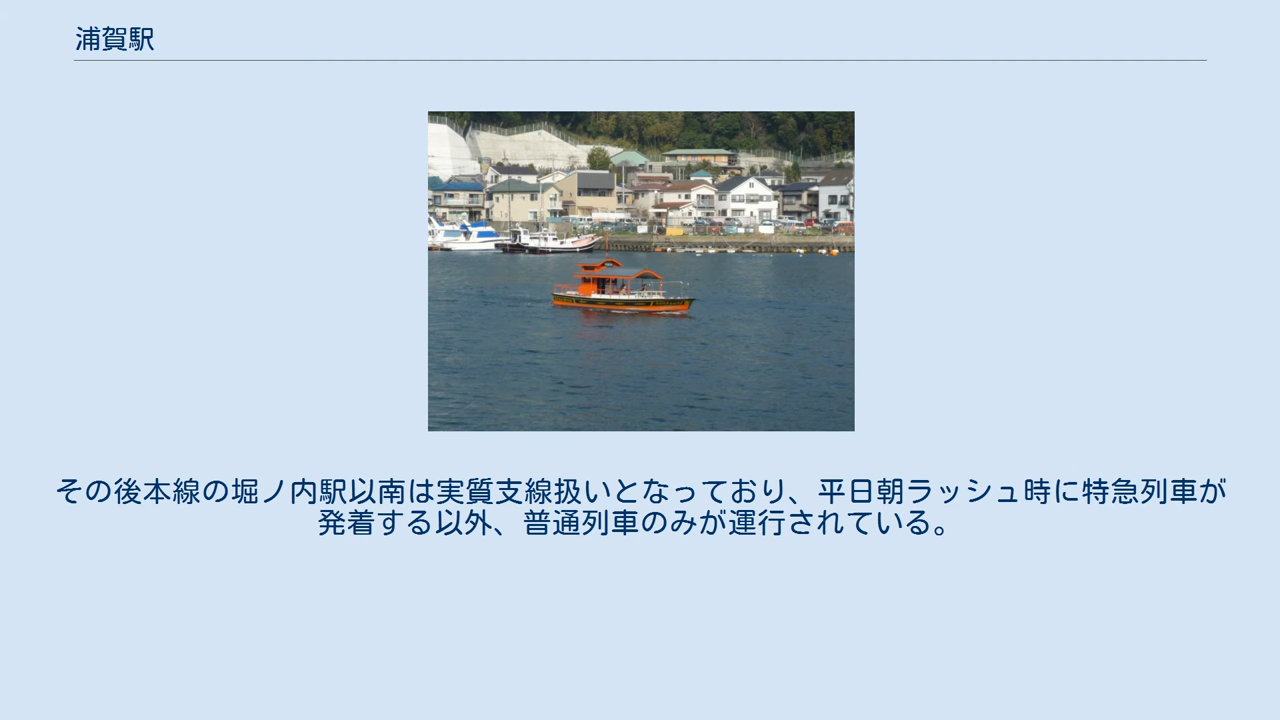 浦賀駅
その後本線の堀ノ内駅以南は実質支線扱いとなっており、平日朝ラッシュ時に特急列車が
発着する以外、普通列車のみが運行されている。